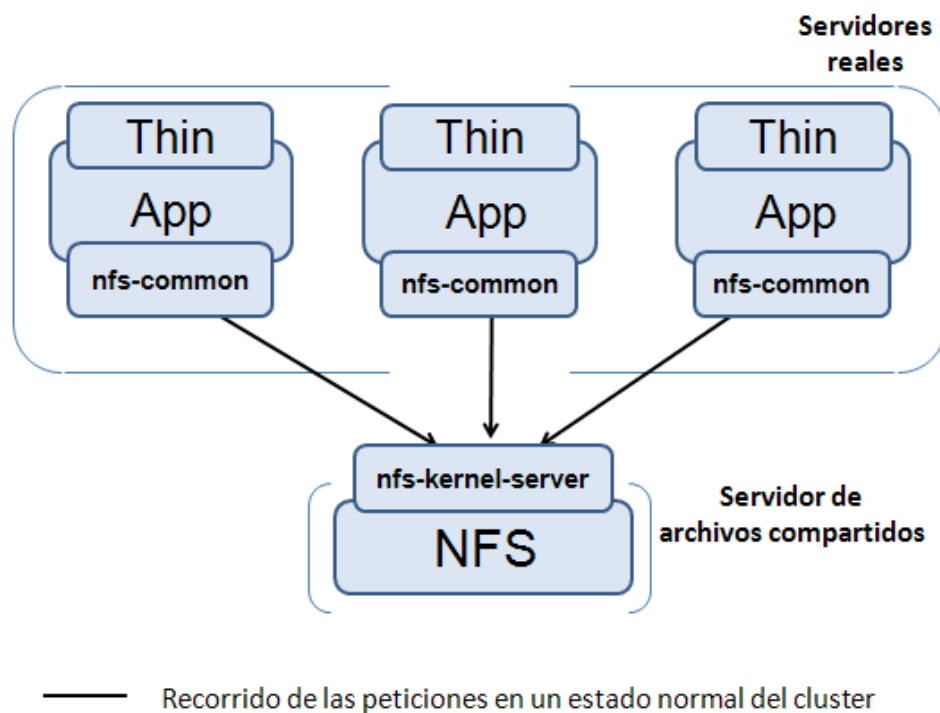 Servidores
reales
Thin
Thin
Thin
App
App
App
nfs-common
nfs-common
nfs-common
nfs-kernel-server
NFS
Servidor de
archivos compartidos
Recorrido de las peticiones en un estado normal del cluster